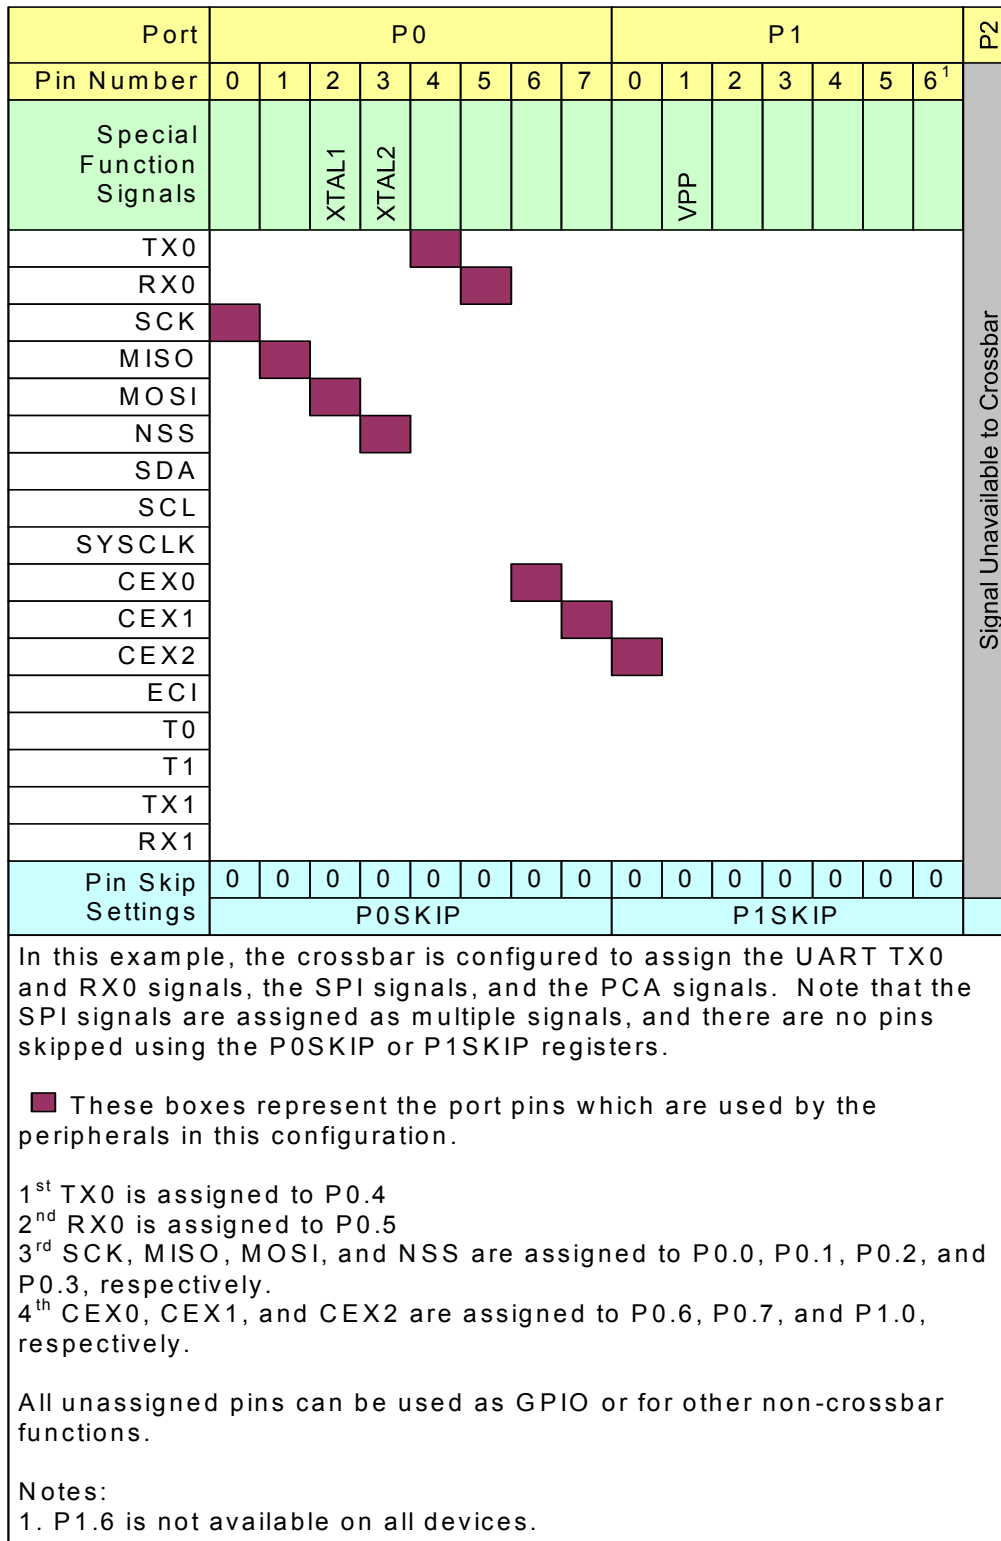 Port P0 P1 P2
Pin Number 0 1 2 3 4 5 6 7 0 1 2 3 4 5 6¹
Special
Function
Signals
XTAL1 XTAL2 VPP
TX0
RX0
SCK
MISO
MOSI
NSS
SDA
SCL
SYSCLK
CEX0
CEX1
CEX2
ECI
T0
T1
TX1
RX1
Signal Unavailable to Crossbar
Pin Skip 0 0 0 0 0 0 0 0 0 0 0 0 0 0 0
Settings P0SKIP P1SKIP
In this example, the crossbar is configured to assign the UART TX0
and RX0 signals, the SPI signals, and the PCA signals. Note that the
SPI signals are assigned as multiple signals, and there are no pins
skipped using the P0SKIP or P1SKIP registers.
These boxes represent the port pins which are used by the
peripherals in this configuration.
1st TX0 is assigned to P0.4
2nd RX0 is assigned to P0.5
3rd SCK, MISO, MOSI, and NSS are assigned to P0.0, P0.1, P0.2, and
P0.3, respectively.
4th CEX0, CEX1, and CEX2 are assigned to P0.6, P0.7, and P1.0,
respectively.
All unassigned pins can be used as GPIO or for other non-crossbar
functions.
Notes:
1. P1.6 is not available on all devices.